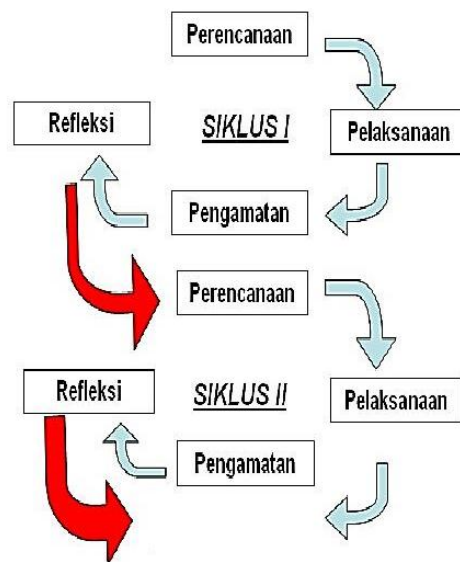 Perencanaan
Refleksi
SIKLUS I
Pelaksanaan
Pengamatan
Perencanaan
Refleksi
SIKLUS II
Pelaksanaan
Pengamatan